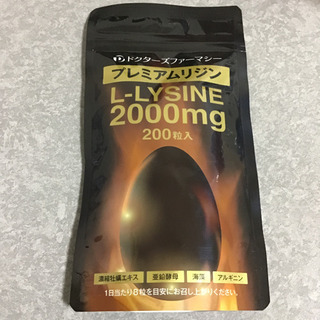 ドクターズファーマシー
プレミアムリジン
L-LYSINE
2000mg
200粒入
濃縮牡蠣エキス 亜鉛酵母 海藻 アルギニン
1日当たり8粒を目安にお召し上がりください。